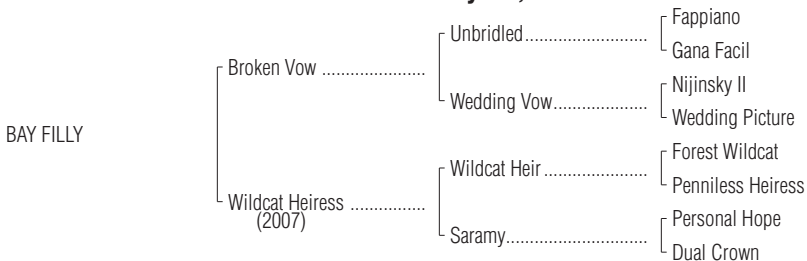 Fappiano
Unbridled..........................
Gana Facil
Broken Vow ......................
Nijinsky II
Wedding Vow....................
Wedding Picture
BAY FILLY
Forest Wildcat
Wildcat Heir ......................
Penniless Heiress
Wildcat Heiress ................
(2007)
Personal Hope
Saramy..............................
Dual Crown